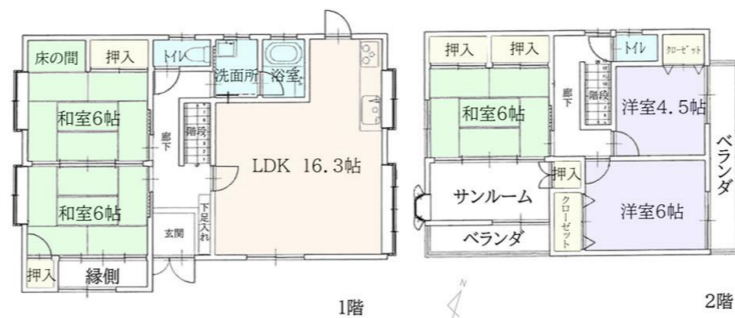 床の間
押入
トイレ
洗面所
浴室
和室6帖
廊下
階段
LDK 16.3帖
和室6帖
下足入れ
玄関
押入
縁側
1階
押入
押入
トイレ
クローゼット
廊下
階段
和室6帖
洋室4.5帖
ベランダ
サンルーム
押入
クローゼット
洋室6帖
ベランダ
N
2階